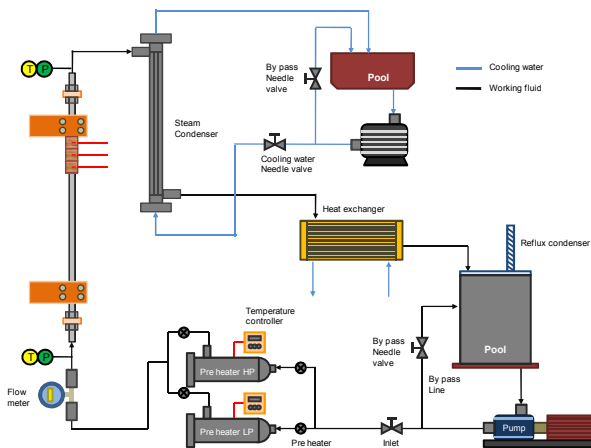 T P
By pass
Needle
valve
Pool
Cooling water
Working fluid
Steam
Condenser
Cooling water
Needle valve
Heat exchanger
Reflux condenser
T P
Temperature
controller
By pass
Needle
valve
Pool
Pre heater HP
By pass
Line
Flow
meter
Pre heater LP
Pre heater
Inlet
Pump